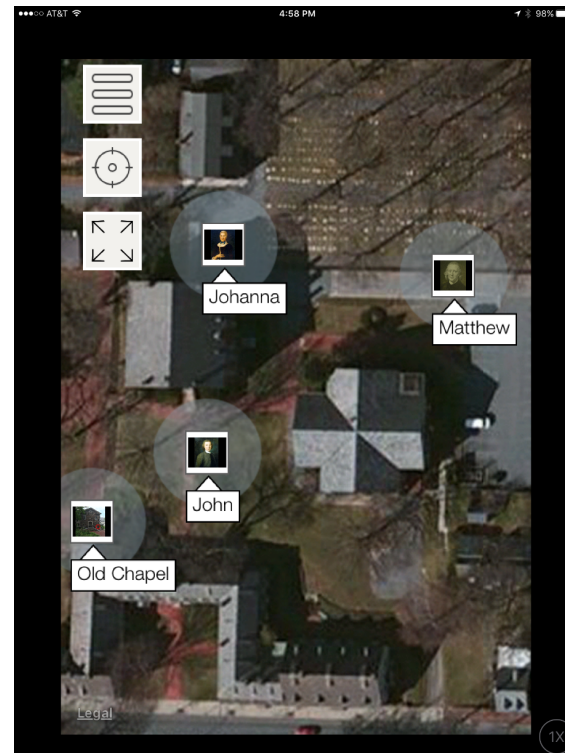 AT&T
4:58 PM
98%
Johanna
Matthew
John
Old Chapel
Legal
1X